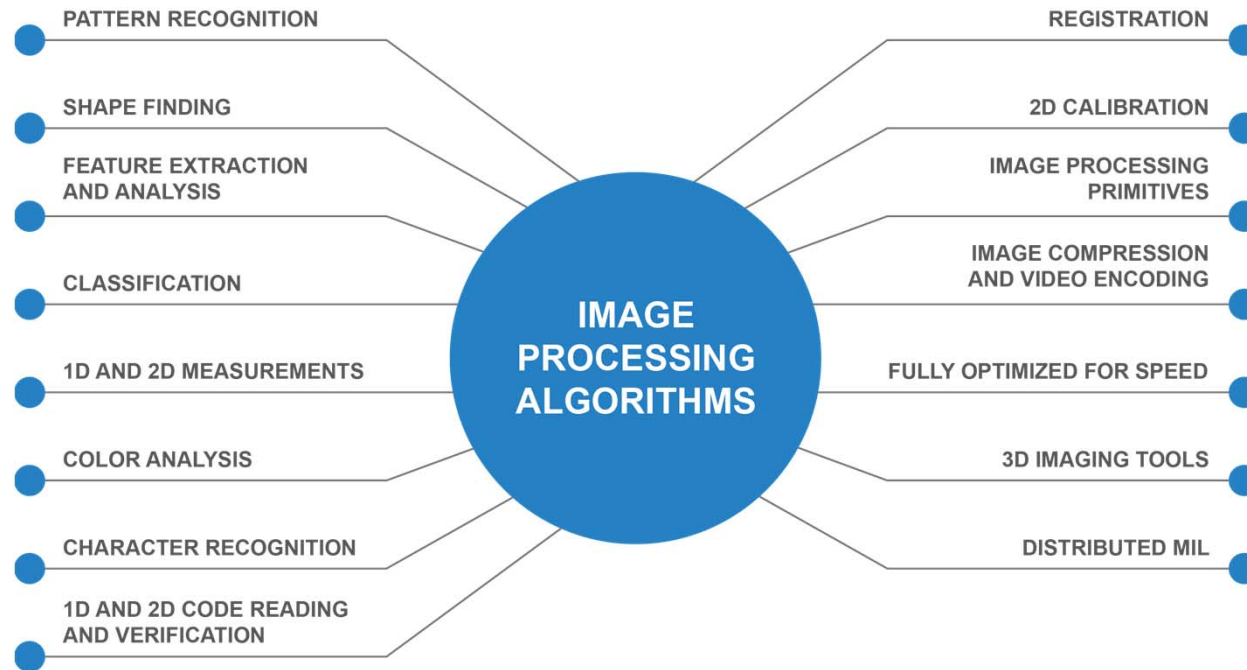 PATTERN RECOGNITION
SHAPE FINDING
FEATURE EXTRACTION
AND ANALYSIS
CLASSIFICATION
1D AND 2D MEASUREMENTS
COLOR ANALYSIS
CHARACTER RECOGNITION
1D AND 2D CODE READING
AND VERIFICATION
IMAGE
PROCESSING
ALGORITHMS
REGISTRATION
2D CALIBRATION
IMAGE PROCESSING
PRIMITIVES
IMAGE COMPRESSION
AND VIDEO ENCODING
FULLY OPTIMIZED FOR SPEED
3D IMAGING TOOLS
DISTRIBUTED MIL